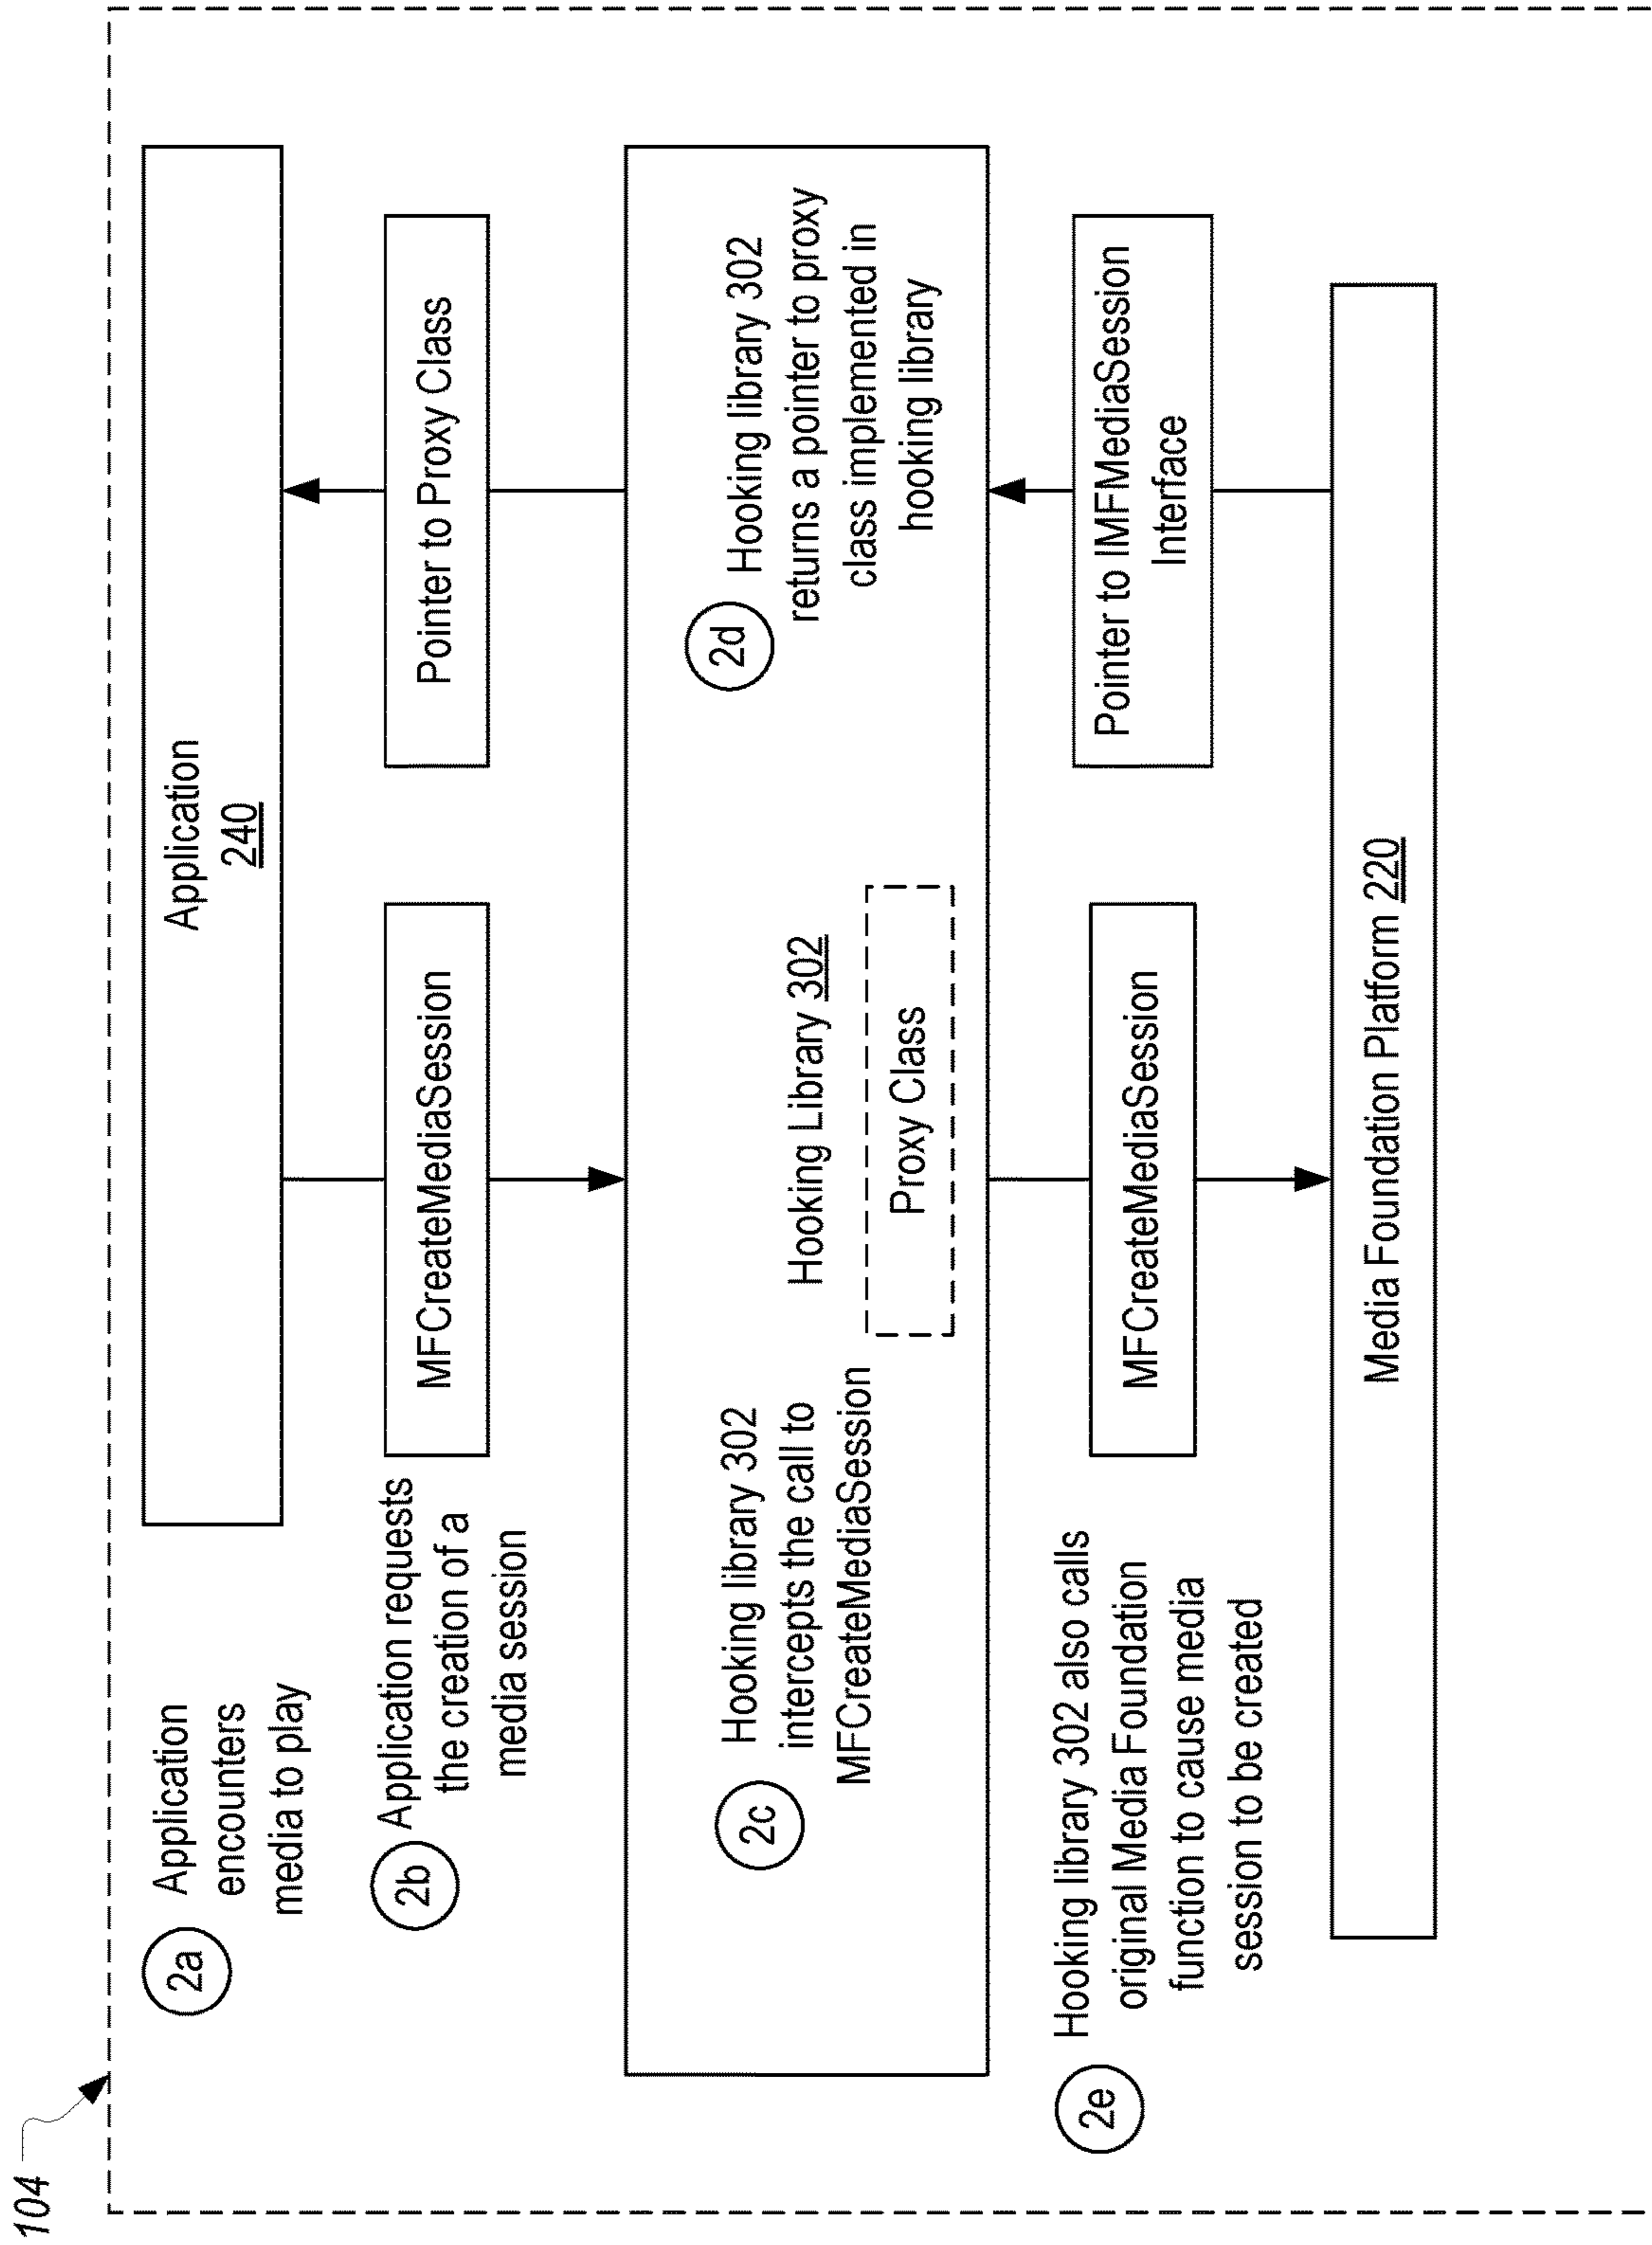 104
2a
Application
encounters
media to play
Application
240
2b
Application requests
the creation of a
media session
MFCreateMediaSession
Pointer to Proxy Class
2c
Hooking library 302
intercepts the call to
MFCreateMediaSession
Hooking Library 302
Proxy Class
2d
Hooking library 302
returns a pointer to proxy
class implemented in
hooking library
2e
Hooking library 302 also calls
original Media Foundation
function to cause media
session to be created
MFCreateMediaSession
Pointer to IMFMediaSession
Interface
Media Foundation Platform 220